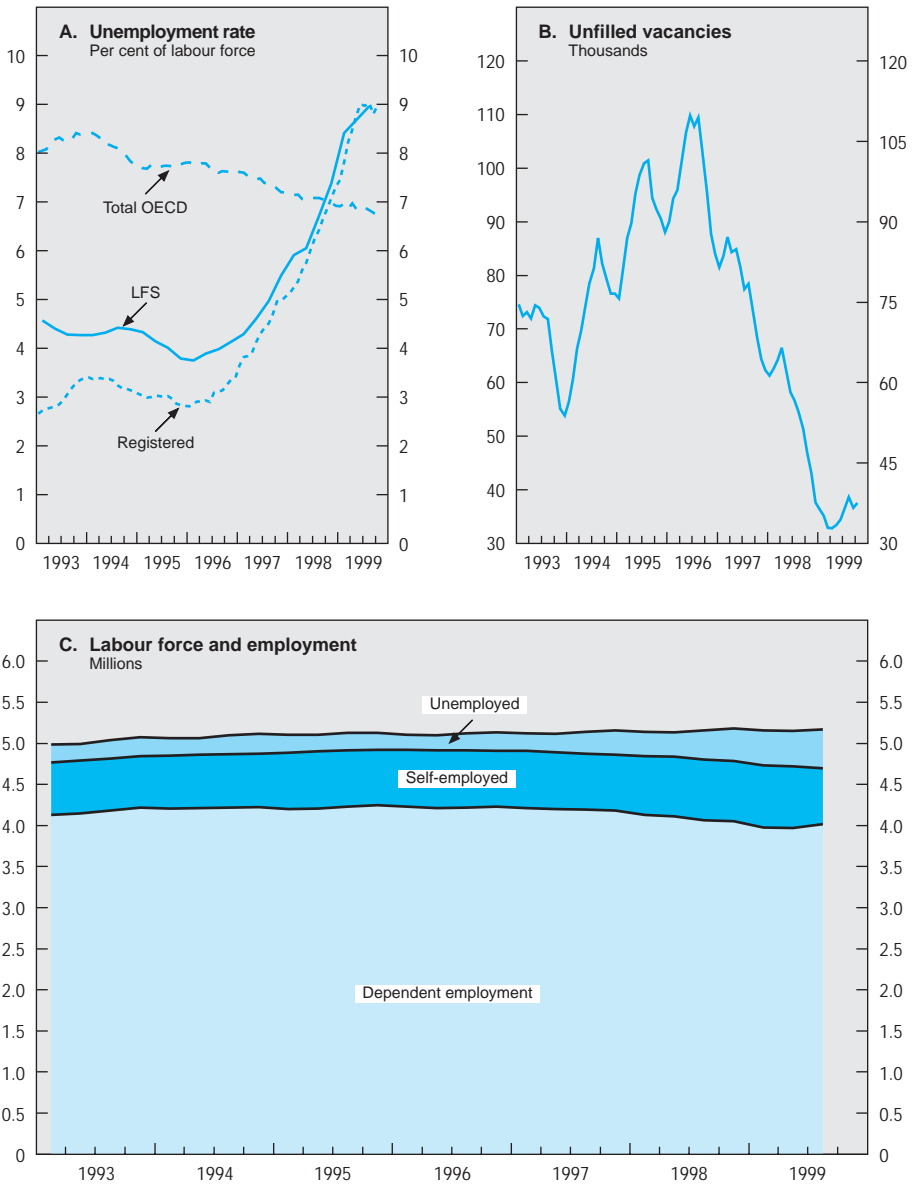 A. Unemployment rate
Per cent of labour force
10 10
9 9
8 8
7 7
6 6
5 5
4 4
3 3
2 2
1 1
0 0
Total OECD
LFS
Registered
1993 1994 1995 1996 1997 1998 1999
B. Unfilled vacancies
Thousands
120 120
110 105
100
90 90
80 75
70
60 60
50 45
40
30 30
1993 1994 1995 1996 1997 1998 1999
C. Labour force and employment
Millions
6.0 6.0
5.5 5.5
5.0 5.0
4.5 4.5
4.0 4.0
3.5 3.5
3.0 3.0
2.5 2.5
2.0 2.0
1.5 1.5
1.0 1.0
0.5 0.5
0 0
Unemployed
Self-employed
Dependent employment
1993 1994 1995 1996 1997 1998 1999